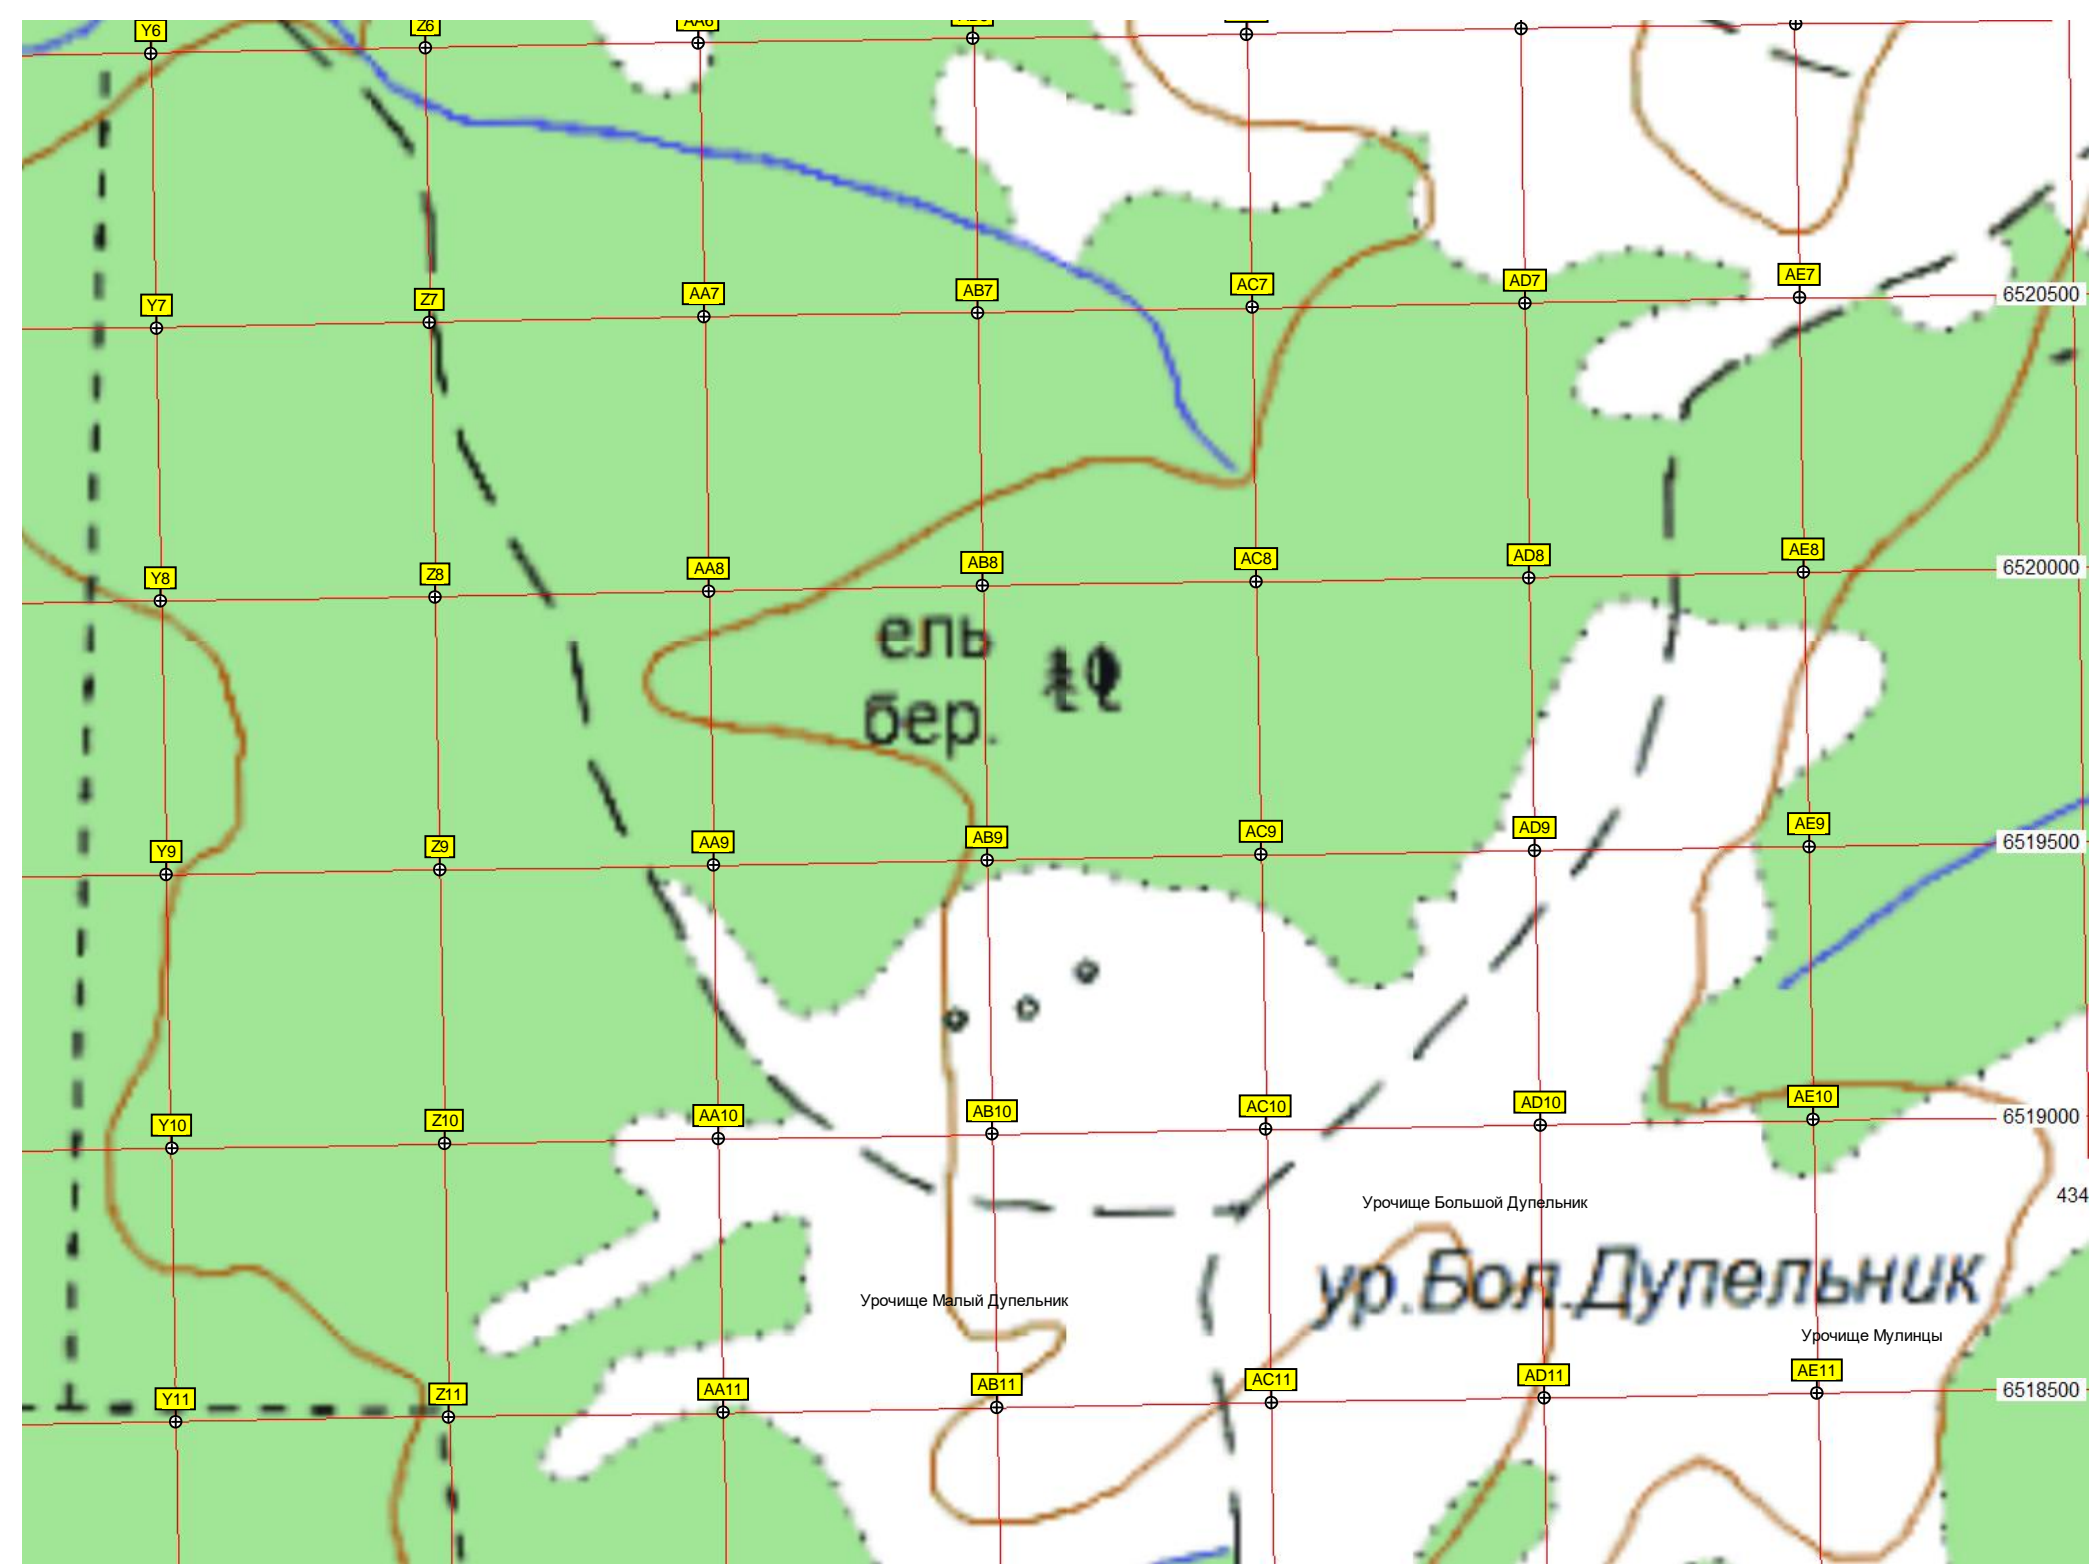 Y6 Z6 AA6
Y7 Z7 AA7 AB7 AC7 AD7 AE7 6520500
Y8 Z8 AA8 AB8 AC8 AD8 AE8 6520000
ель
бер.
Y9 Z9 AA9 AB9 AC9 AD9 AE9 6519500
Y10 Z10 AA10 AB10 AC10 AD10 AE10 6519000
434
Урочище Большой Дупельник
ур.Бол.Дупельник
Урочище Малый Дупельник
Урочище Мулинцы
Y11 Z11 AA11 AB11 AC11 AD11 AE11 6518500